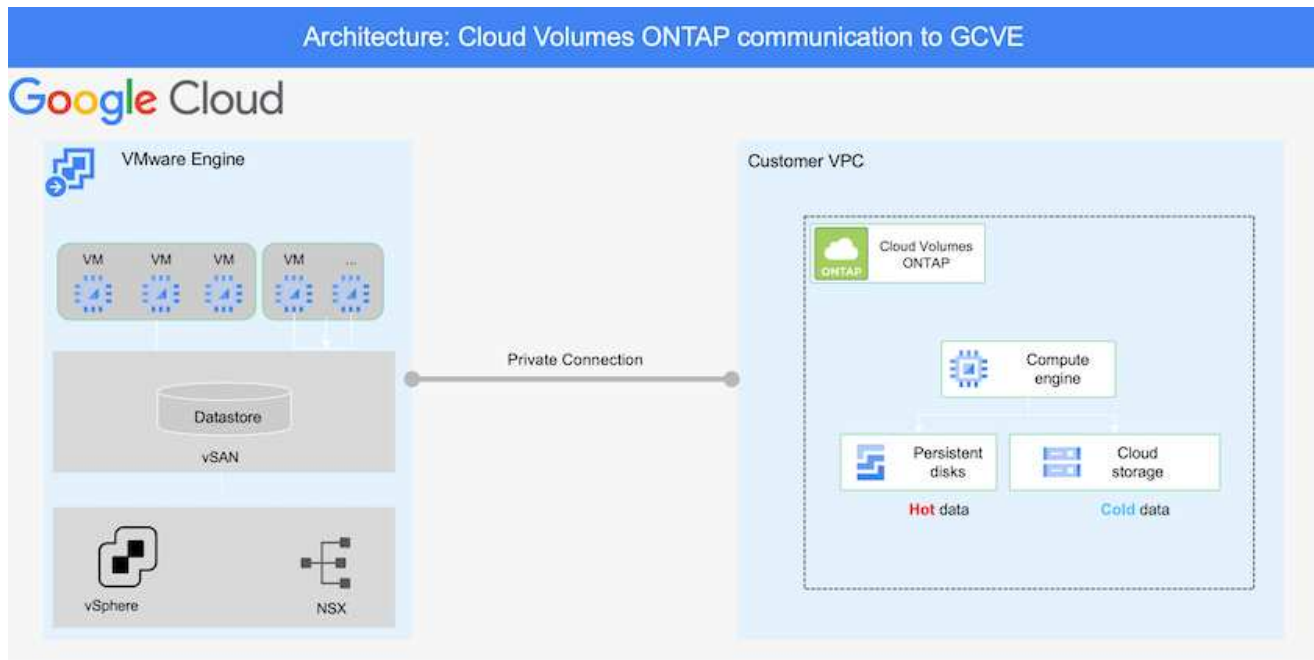 Architecture: Cloud Volumes ONTAP communication to GCVE
Google Cloud
VMware Engine
VM VM VM VM ...
Datastore
vSAN
vSphere NSX
Private Connection
Customer VPC
ONTAP
Cloud Volumes
ONTAP
Compute
engine
Persistent
disks
Hot data
Cloud
storage
Cold data